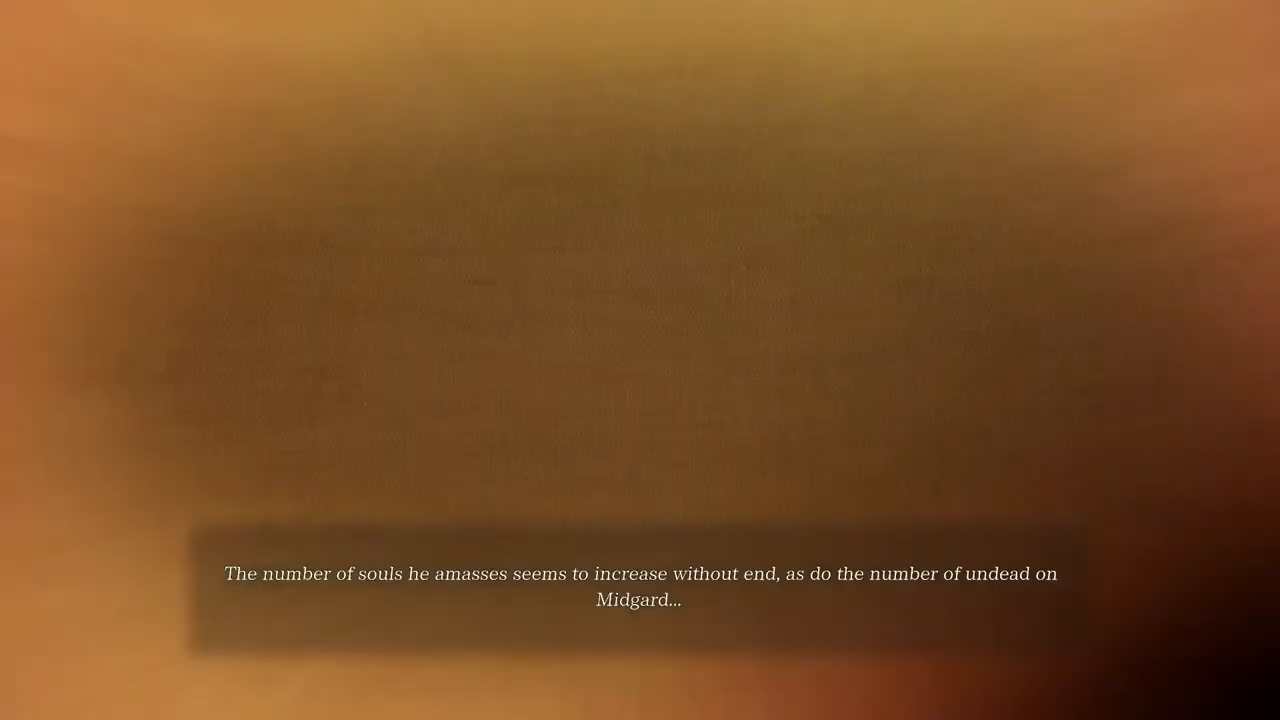 The number of souls he amasses seems to increase without end, as do the number of undead on
Midgard...